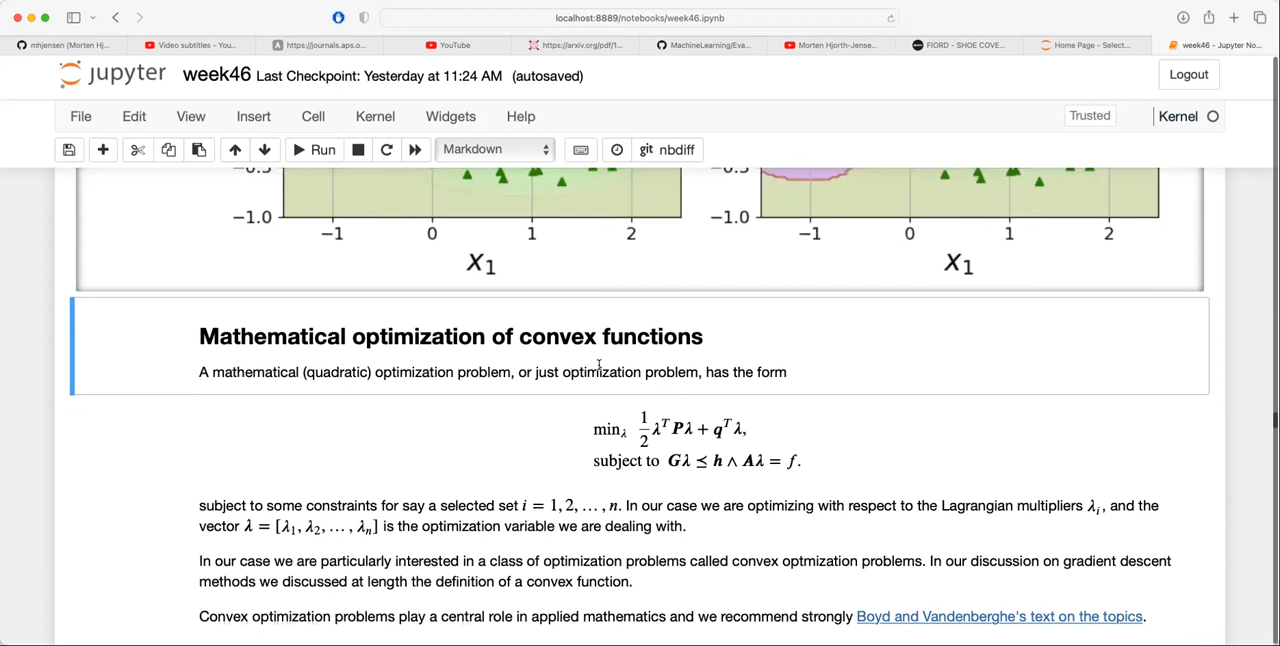 localhost:8889/notebooks/week46.ipynb
mhjensen (Morten Hj... Video subtitles - You... https://journals.aps.o... YouTube https://arxiv.org/pdf/1... MachineLearning/Eva... Morten Hjorth-Jense... FIORD - SHOE COVE... Home Page - Select... week46 - Jupyter No...
jupyter week46 Last Checkpoint: Yesterday at 11:24 AM (autosaved) Logout
File Edit View Insert Cell Kernel Widgets Help Trusted Kernel
Run Markdown git nbdiff
−0.5 −0.5
−1.0 −1.0
−1 0 1 2 −1 0 1 2
X₁ X₁
Mathematical optimization of convex functions
A mathematical (quadratic) optimization problem, or just optimization problem, has the form
min_λ 1/2 λ^T Pλ + q^T λ,
subject to Gλ ⪯ h ∧ Aλ = f.
subject to some constraints for say a selected set i = 1, 2, … , n. In our case we are optimizing with respect to the Lagrangian multipliers λᵢ, and the
vector λ = [λ₁, λ₂, … , λₙ] is the optimization variable we are dealing with.
In our case we are particularly interested in a class of optimization problems called convex optmization problems. In our discussion on gradient descent
methods we discussed at length the definition of a convex function.
Convex optimization problems play a central role in applied mathematics and we recommend strongly Boyd and Vandenberghe's text on the topics.